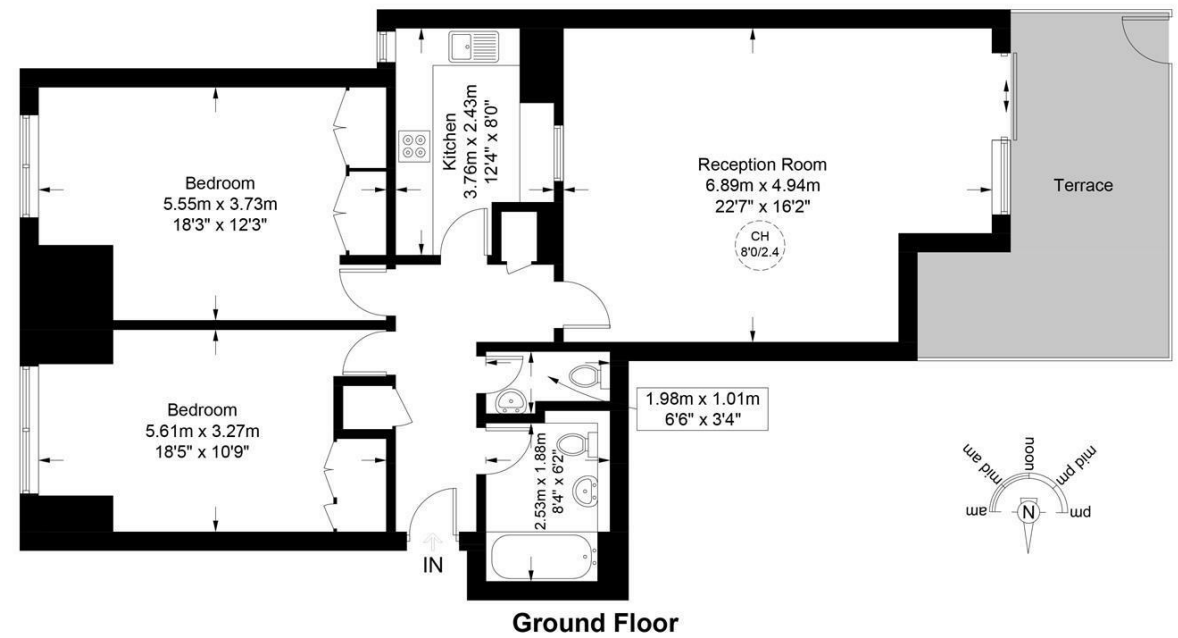 Kitchen
3.76m x 2.43m
12'4" x 8'0"
Bedroom
5.55m x 3.73m
18'3" x 12'3"
Reception Room
6.89m x 4.94m
22'7" x 16'2"
CH
8'0/2.4
Terrace
Bedroom
5.61m x 3.27m
18'5" x 10'9"
1.98m x 1.01m
6'6" x 3'4"
2.53m x 1.88m
8'4" x 6'2"
IN
am
mid am
noon
mid pm
pm
N
Ground Floor